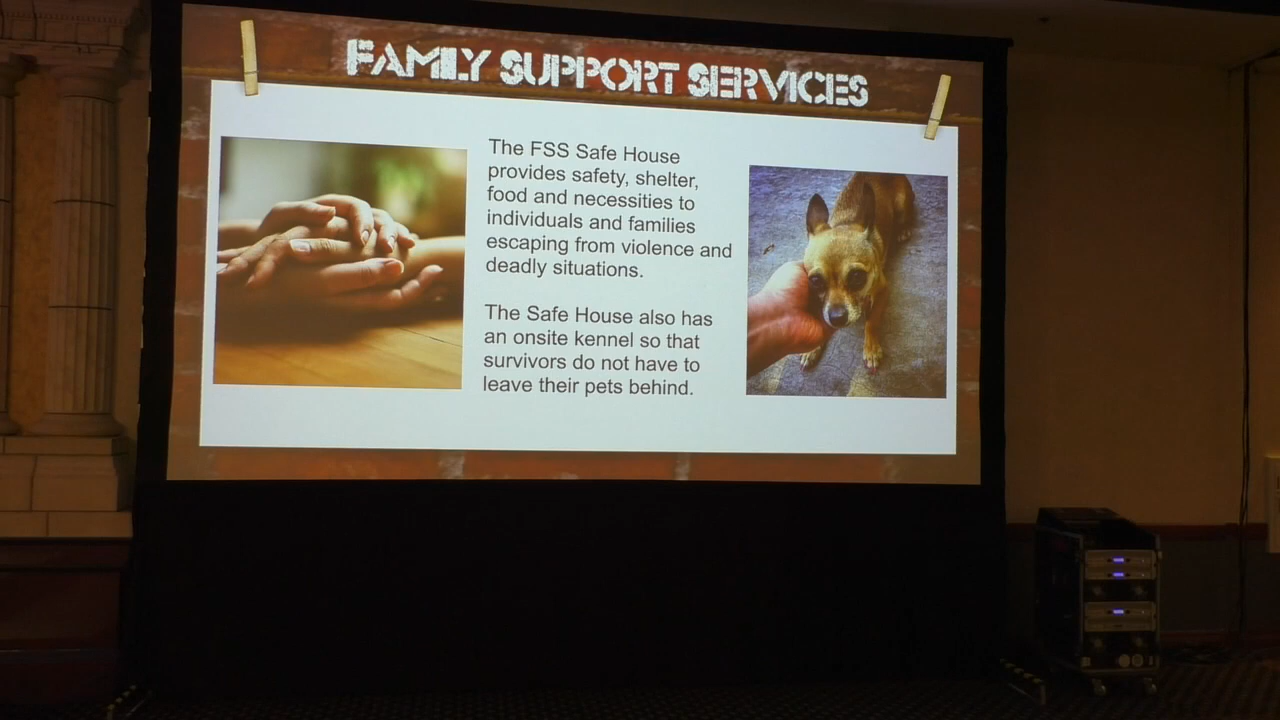 FAMILY SUPPORT SERVICES
The FSS Safe House
provides safety, shelter,
food and necessities to
individuals and families
escaping from violence and
deadly situations.
The Safe House also has
an onsite kennel so that
survivors do not have to
leave their pets behind.